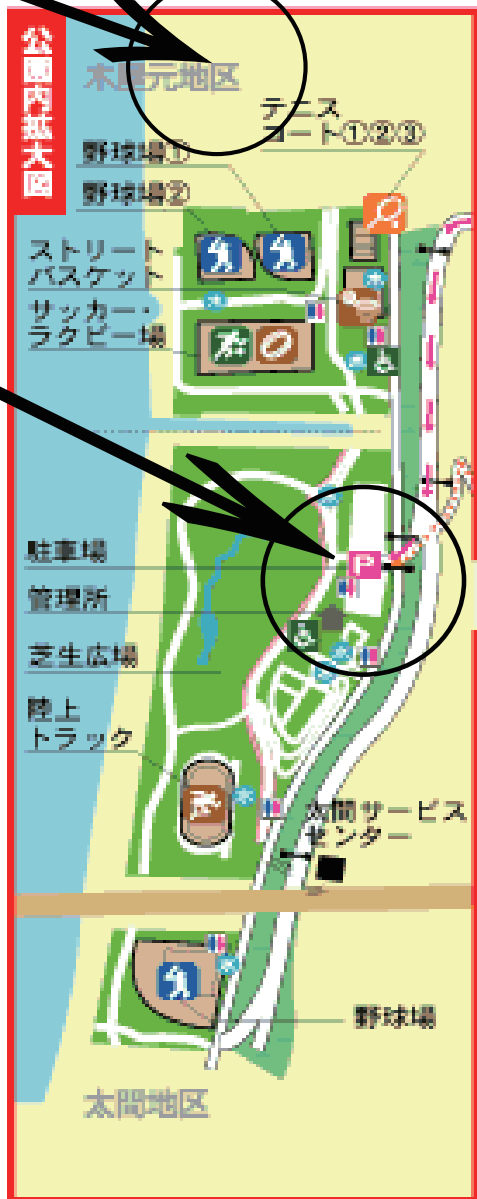 公園内拡大図
木屋元地区
テニス
コート①②③
野球場①
野球場②
ストリート
バスケット
サッカー・
ラグビー場
P
駐車場
管理所
芝生広場
陸上
トラック
太間サービス
センター
野球場
太間地区